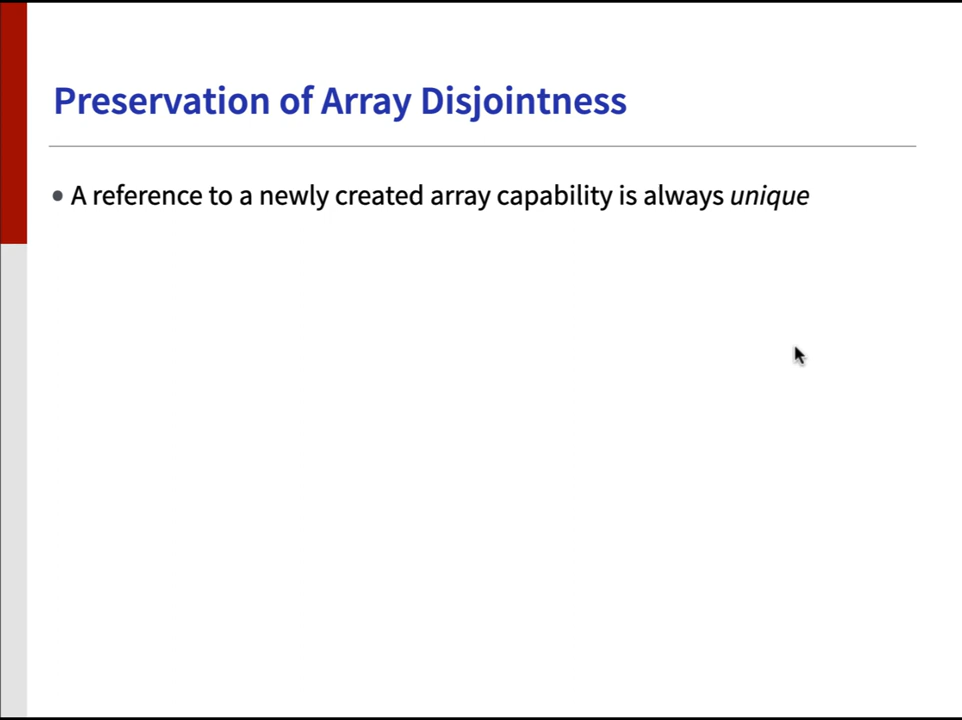 Preservation of Array Disjointness
• A reference to a newly created array capability is always unique